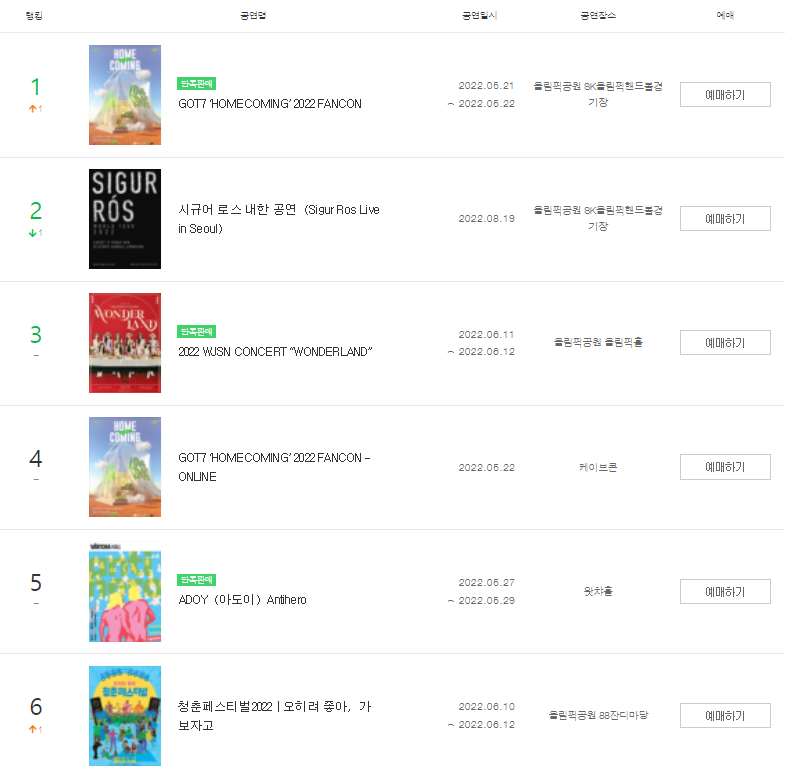 랭킹 공연명 공연일시 공연장소 예매
1
1
HOME
COMING
단독판매
GOT7 'HOMECOMING' 2022 FANCON
2022.05.21
~ 2022.05.22
올림픽공원 SK올림픽핸드볼경
기장
예매하기
2
1
SIGUR
RÓS
WORLD TOUR
2022
시규어 로스 내한 공연 (Sigur Ros Live
in Seoul)
2022.08.19
올림픽공원 SK올림픽핸드볼경
기장
예매하기
3
-
WONDER
LAND
단독판매
2022 WJSN CONCERT “WONDERLAND”
2022.06.11
~ 2022.06.12
올림픽공원 올림픽홀
예매하기
4
-
HOME
COMING
GOT7 'HOMECOMING' 2022 FANCON -
ONLINE
2022.05.22
케이브콘
예매하기
5
-
단독판매
ADOY (아도이) Antihero
2022.05.27
~ 2022.05.29
왓챠홀
예매하기
6
1
청춘페스티벌
청춘페스티벌2022 | 오히려 좋아, 가
보자고
2022.06.10
~ 2022.06.12
올림픽공원 88잔디마당
예매하기